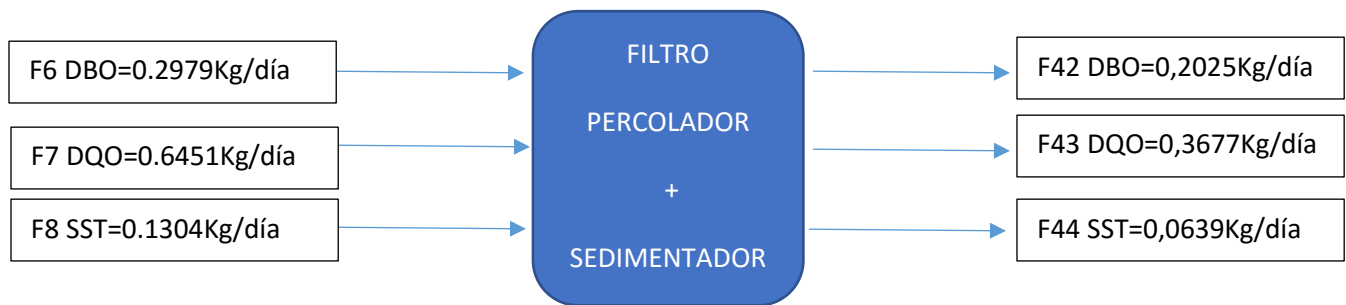 F6 DBO=0.2979Kg/día
F7 DQO=0.6451Kg/día
F8 SST=0.1304Kg/día
FILTRO
PERCOLADOR
+
SEDIMENTADOR
F42 DBO=0,2025Kg/día
F43 DQO=0,3677Kg/día
F44 SST=0,0639Kg/día